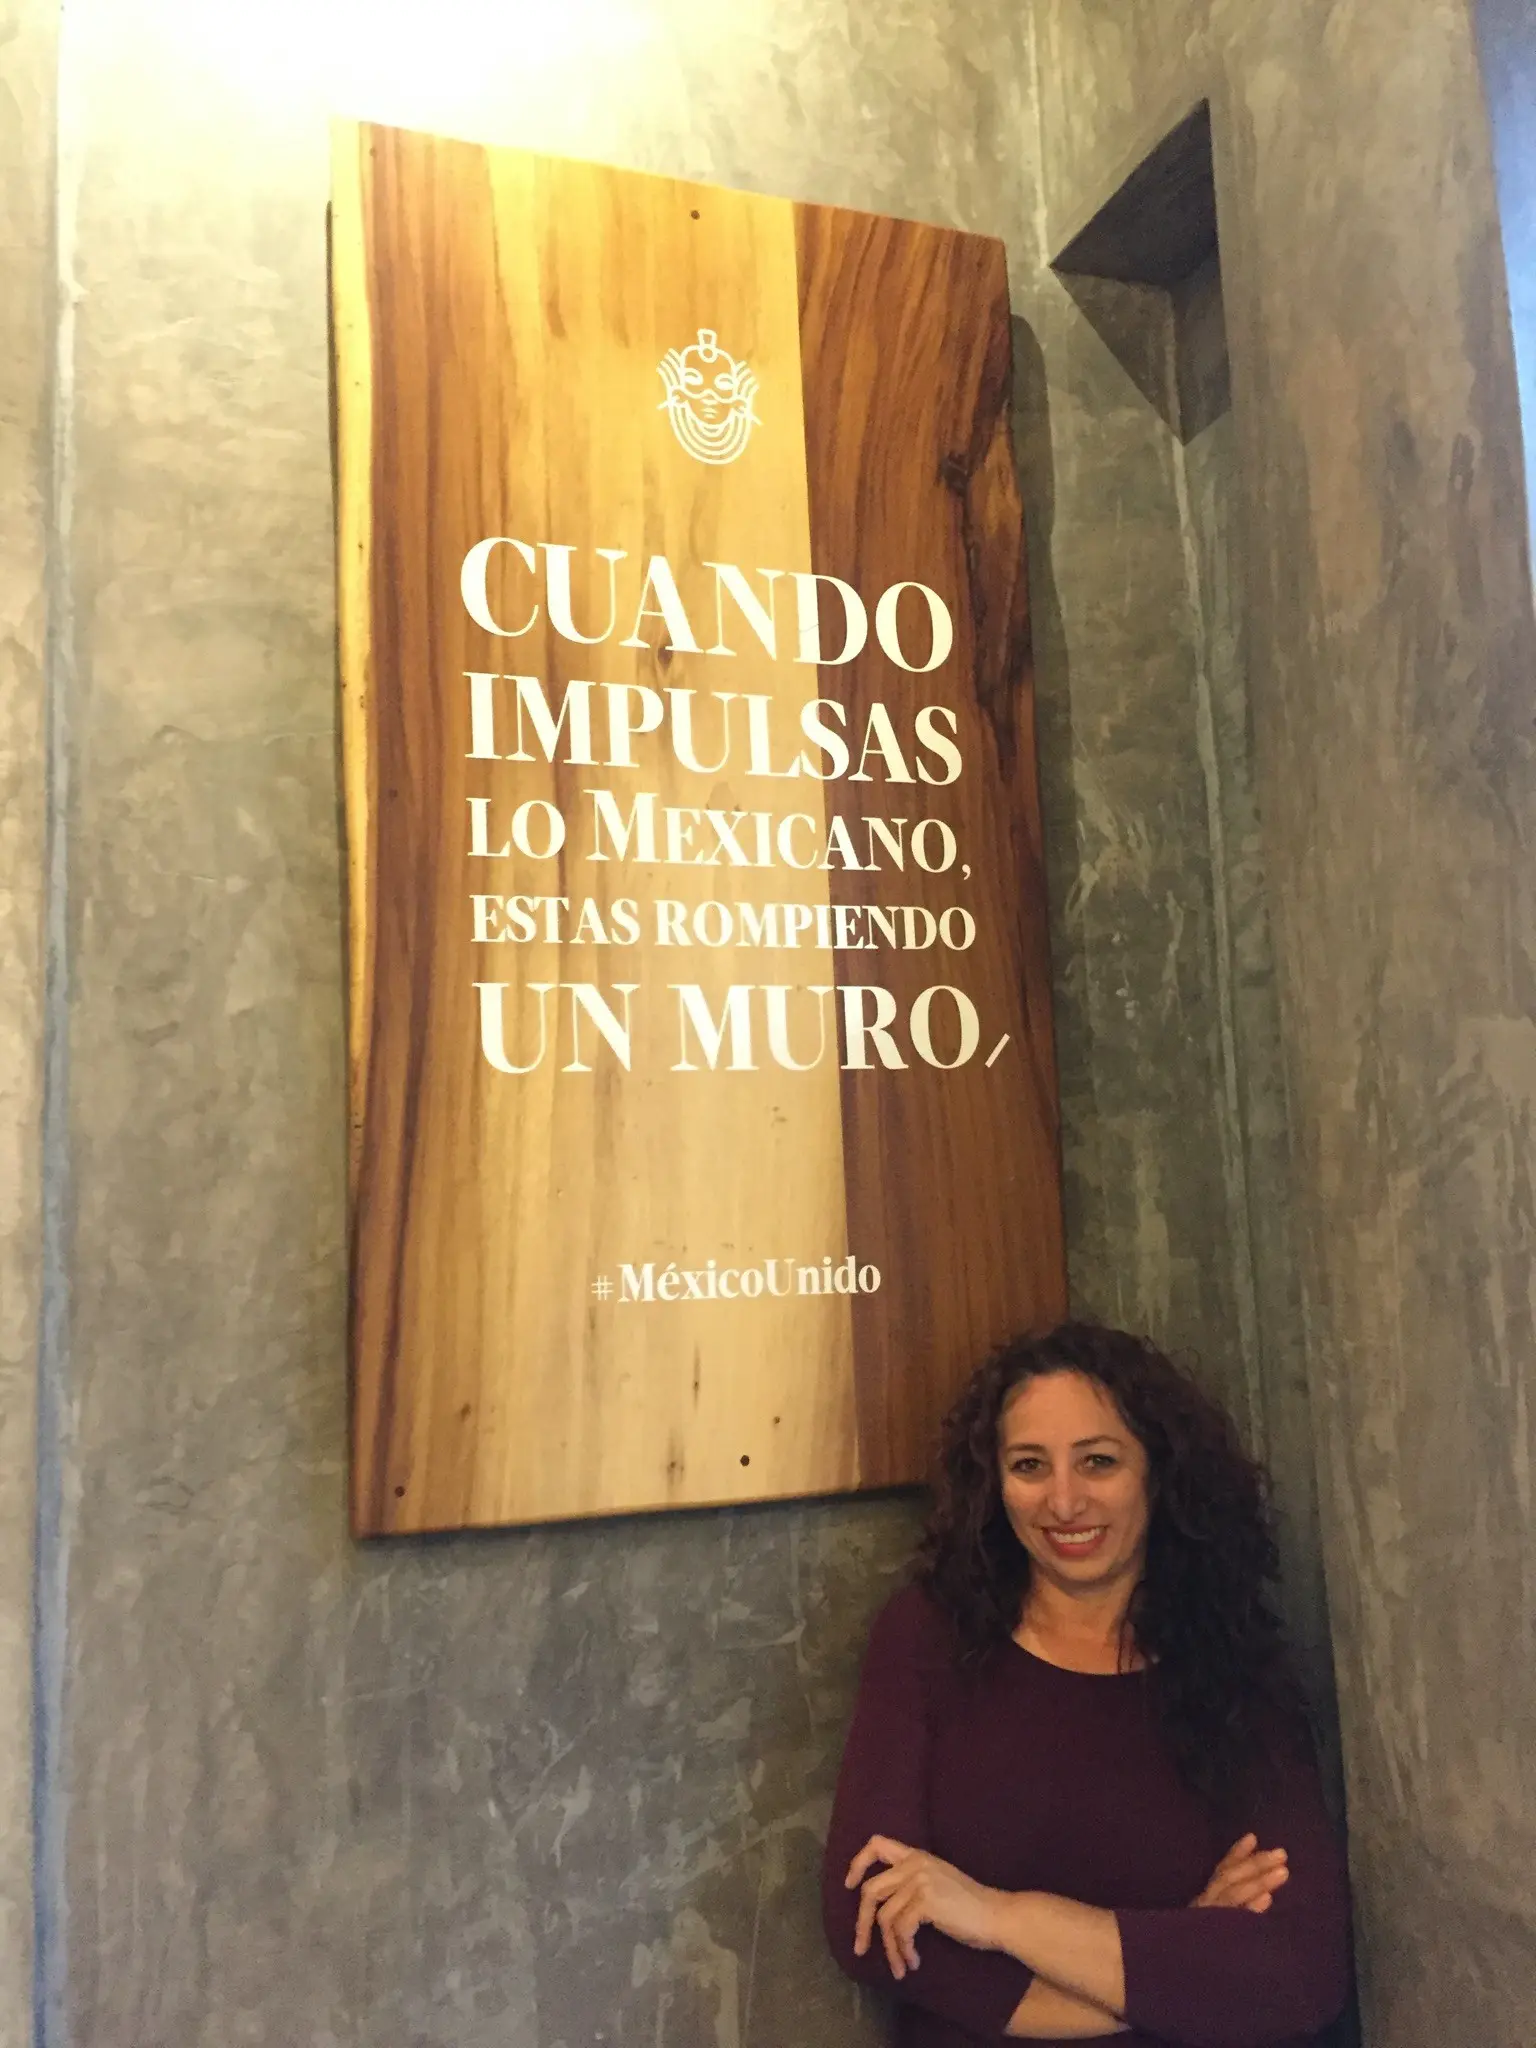 CUANDO
IMPULSAS
LO MEXICANO,
ESTAS ROMPIENDO
UN MURO
#MéxicoUnido